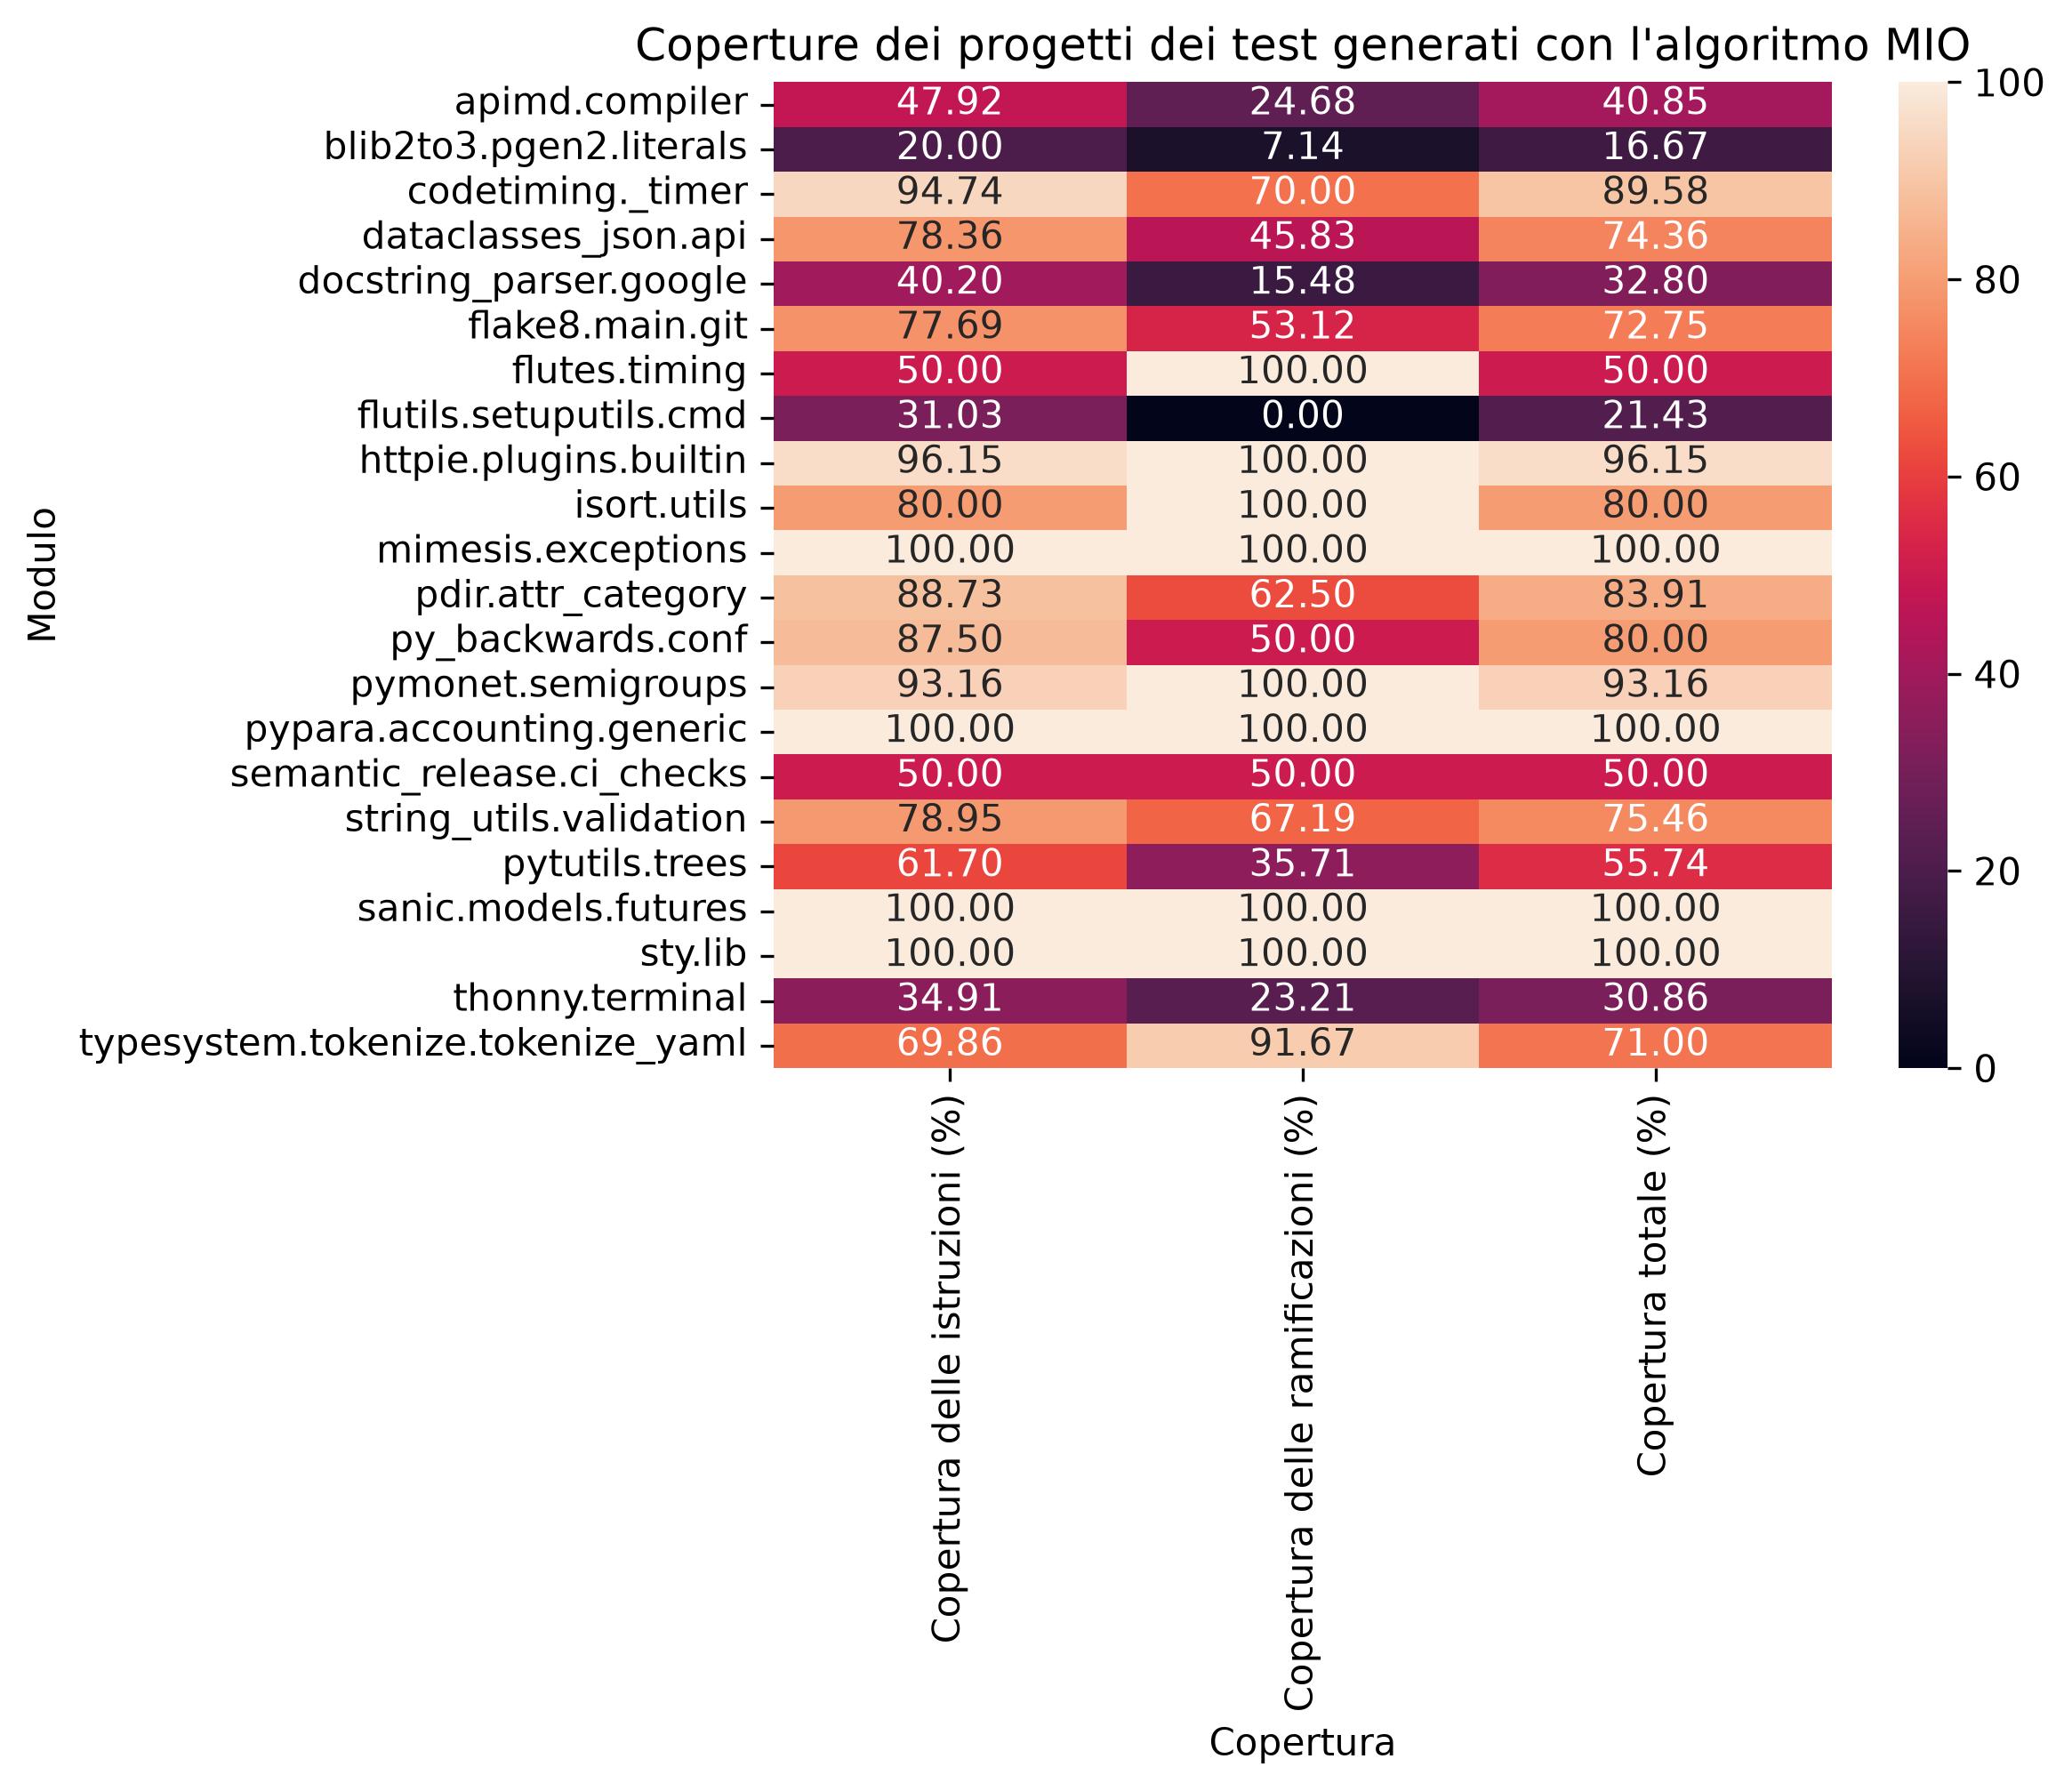 Coperture dei progetti dei test generati con l'algoritmo MIO
Modulo
apimd.compiler 47.92 24.68 40.85
blib2to3.pgen2.literals 20.00 7.14 16.67
codetiming._timer 94.74 70.00 89.58
dataclasses_json.api 78.36 45.83 74.36
docstring_parser.google 40.20 15.48 32.80
flake8.main.git 77.69 53.12 72.75
flutes.timing 50.00 100.00 50.00
flutils.setuputils.cmd 31.03 0.00 21.43
httpie.plugins.builtin 96.15 100.00 96.15
isort.utils 80.00 100.00 80.00
mimesis.exceptions 100.00 100.00 100.00
pdir.attr_category 88.73 62.50 83.91
py_backwards.conf 87.50 50.00 80.00
pymonet.semigroups 93.16 100.00 93.16
pypara.accounting.generic 100.00 100.00 100.00
semantic_release.ci_checks 50.00 50.00 50.00
string_utils.validation 78.95 67.19 75.46
pytutils.trees 61.70 35.71 55.74
sanic.models.futures 100.00 100.00 100.00
sty.lib 100.00 100.00 100.00
thonny.terminal 34.91 23.21 30.86
typesystem.tokenize.tokenize_yaml 69.86 91.67 71.00
Copertura delle istruzioni (%)
Copertura delle ramificazioni (%)
Copertura totale (%)
Copertura
100
80
60
40
20
0